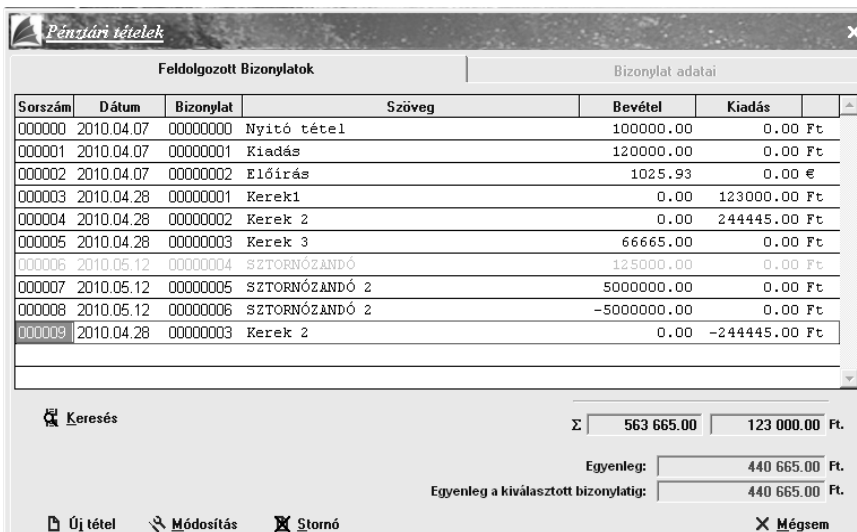 Pénztári tételek
Feldolgozott Bizonylatok Bizonylat adatai
Sorszám Dátum Bizonylat Szöveg Bevétel Kiadás
000000 2010.04.07 00000000 Nyitó tétel 100000.00 0.00 Ft
000001 2010.04.07 00000001 Kiadás 120000.00 0.00 Ft
000002 2010.04.07 00000002 Előírás 1025.93 0.00 €
000003 2010.04.28 00000001 Kerek1 0.00 123000.00 Ft
000004 2010.04.28 00000002 Kerek 2 0.00 244445.00 Ft
000005 2010.04.28 00000003 Kerek 3 66665.00 0.00 Ft
000006 2010.05.12 00000004 SZTORNÓZANDÓ 125000.00 0.00 Ft
000007 2010.05.12 00000005 SZTORNÓZANDÓ 2 5000000.00 0.00 Ft
000008 2010.05.12 00000006 SZTORNÓZANDÓ 2 -5000000.00 0.00 Ft
000009 2010.04.28 00000003 Kerek 2 0.00 -244445.00 Ft
Keresés Σ 563 665.00 123 000.00 Ft.
Egyenleg: 440 665.00 Ft.
Egyenleg a kiválasztott bizonylatig: 440 665.00 Ft.
Új tétel Módosítás Stornó Mégsem